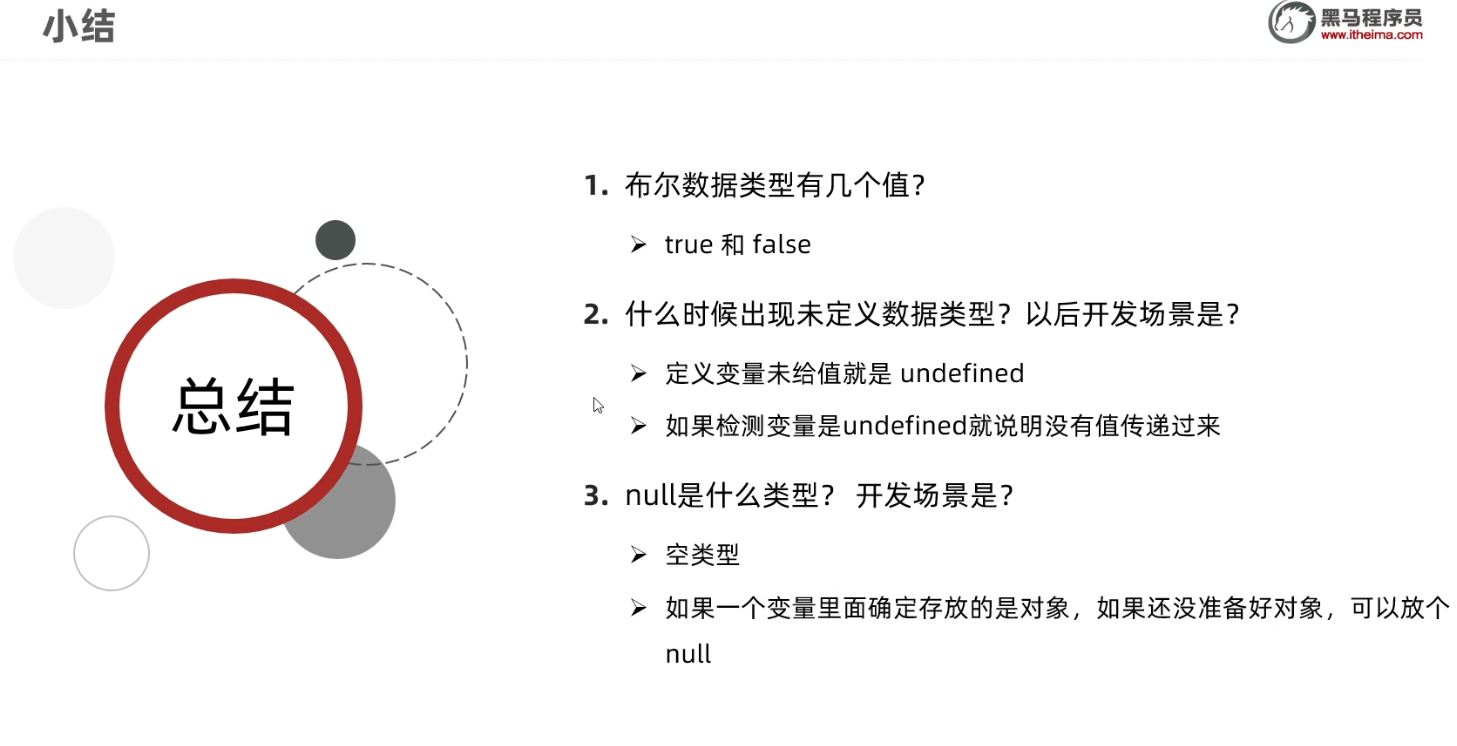 小结
黑马程序员
www.itheima.com
总结
1. 布尔数据类型有几个值？
➢ true 和 false
2. 什么时候出现未定义数据类型？以后开发场景是？
➢ 定义变量未给值就是 undefined
➢ 如果检测变量是undefined就说明没有值传递过来
3. null是什么类型？ 开发场景是？
➢ 空类型
➢ 如果一个变量里面确定存放的是对象，如果还没准备好对象，可以放个
null